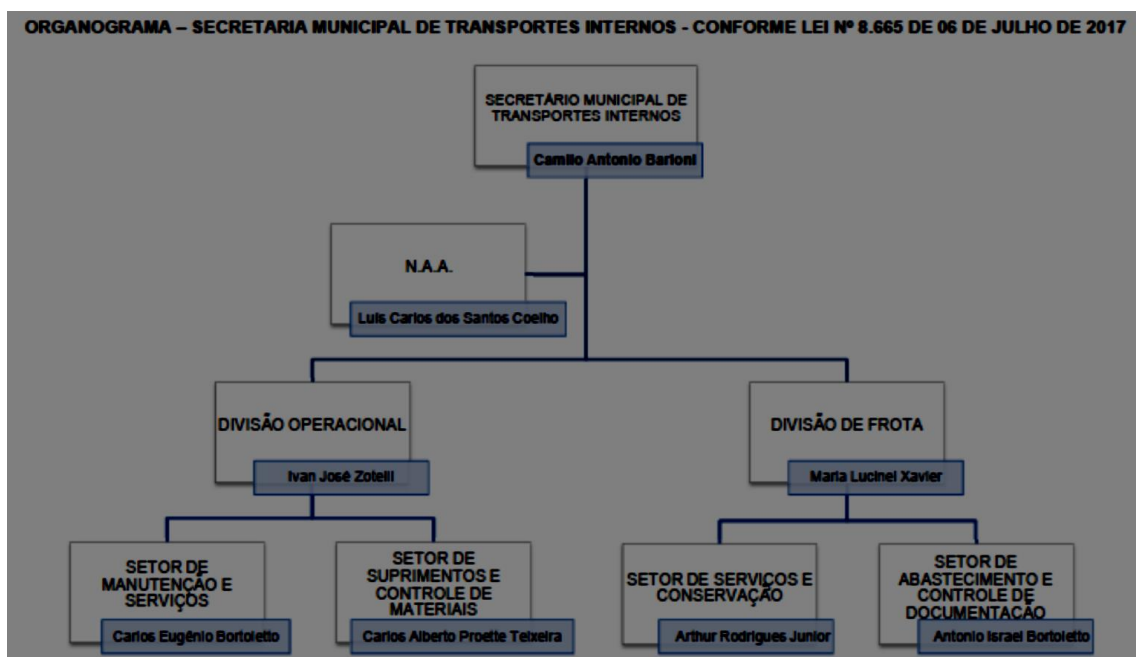 ORGANOGRAMA – SECRETARIA MUNICIPAL DE TRANSPORTES INTERNOS - CONFORME LEI Nº 8.665 DE 06 DE JULHO DE 2017
SECRETÁRIO MUNICIPAL DE
TRANSPORTES INTERNOS
Camilo Antonio Barioni
N.A.A.
Luis Carlos dos Santos Coelho
DIVISÃO OPERACIONAL
Ivan José Zotelli
DIVISÃO DE FROTA
Maria Lucinei Xavier
SETOR DE
MANUTENÇÃO E
SERVIÇOS
Carlos Eugênio Bortoletto
SETOR DE
SUPRIMENTOS E
CONTROLE DE
MATERIAIS
Carlos Alberto Proette Teixeira
SETOR DE SERVIÇOS E
CONSERVAÇÃO
Arthur Rodrigues Junior
SETOR DE
ABASTECIMENTO E
CONTROLE DE
DOCUMENTAÇÃO
Antonio Israel Bortoletto